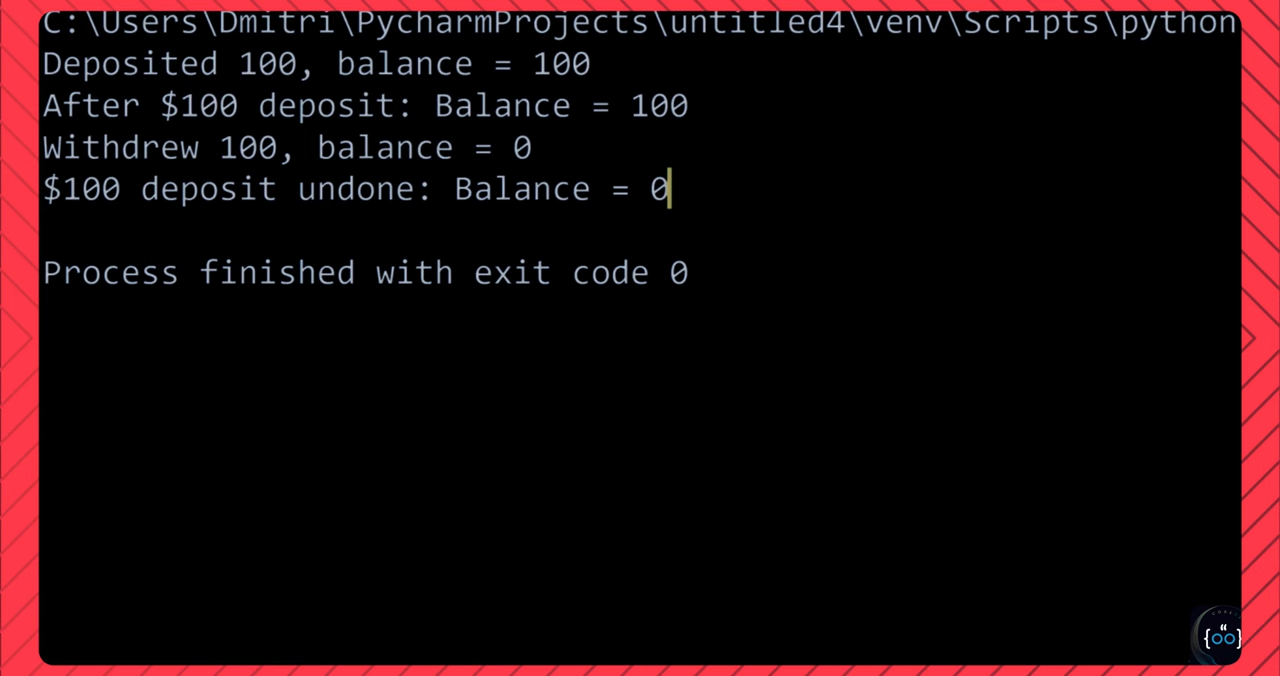 C:\Users\Dmitri\PycharmProjects\untitled4\venv\Scripts\python
Deposited 100, balance = 100
After $100 deposit: Balance = 100
Withdrew 100, balance = 0
$100 deposit undone: Balance = 0
Process finished with exit code 0